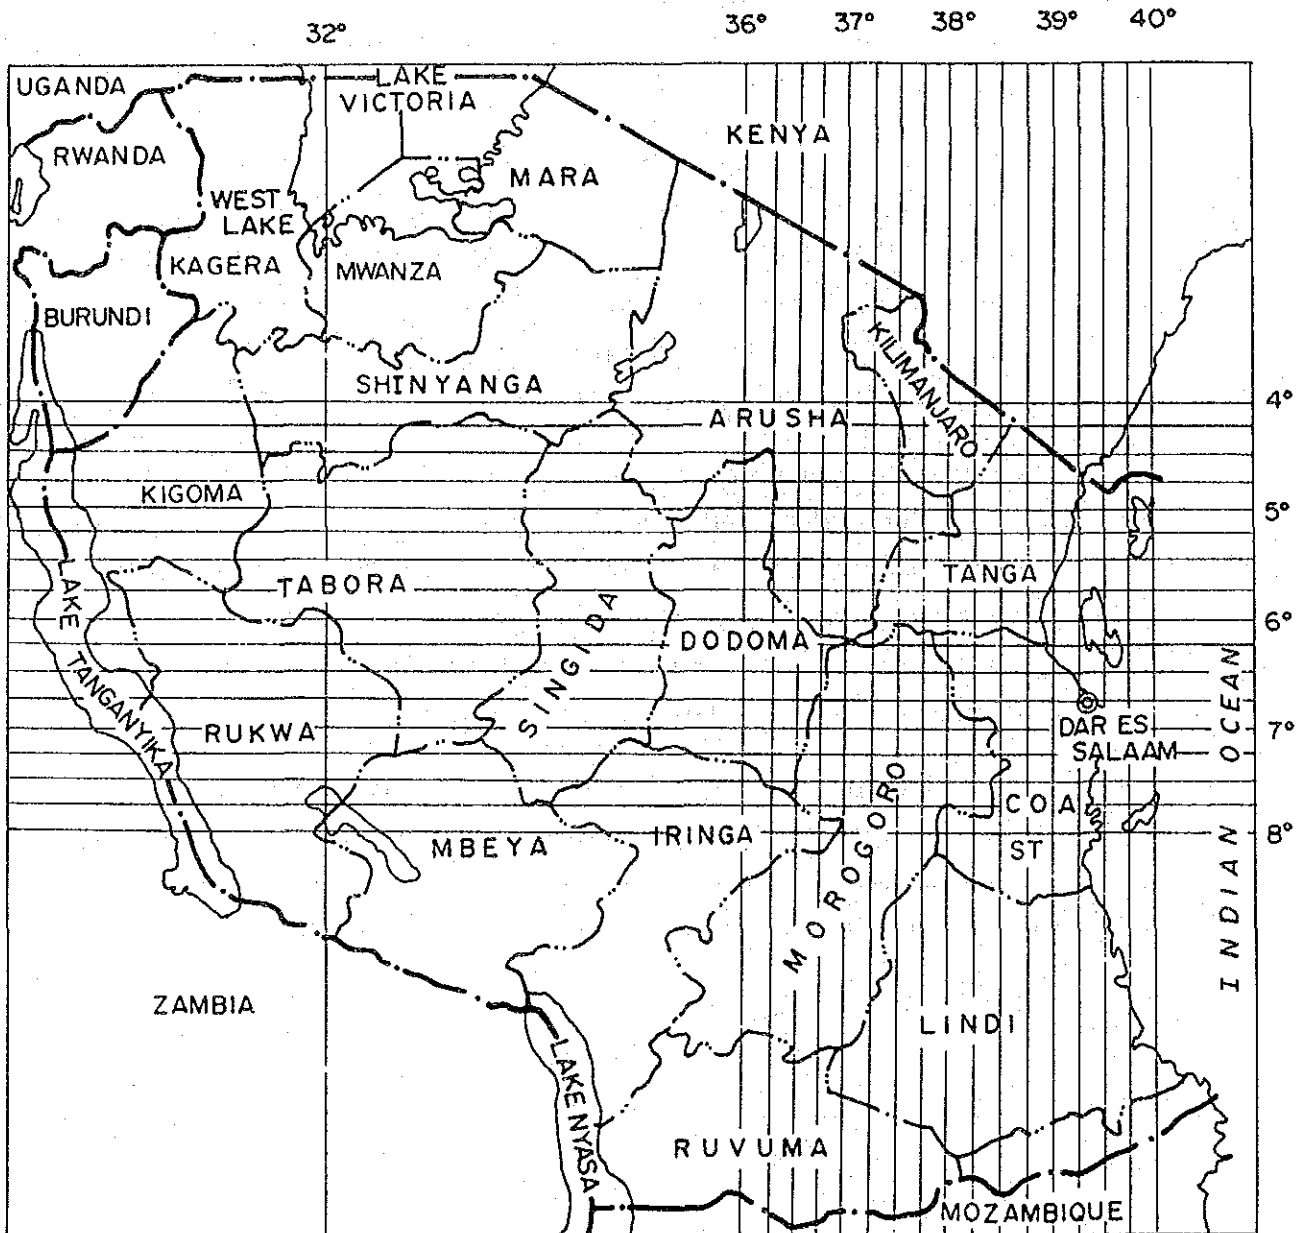 36° 37° 38° 39° 40°
32°
UGANDA
LAKE
VICTORIA
KENYA
RWANDA
MARA
WEST
LAKE
KAGERA
MWANZA
BURUNDI
KILIMANJARO
SHINYANGA
4°
ARUSHA
KIGOMA
5°
TANGA
TABORA
LAKE
TANGANYIKA
SINGIDA
DODOMA
6°
RUKWA
DAR ES
SALAAM
7°
INDIAN OCEAN
COA
ST
MOROGORO
IRINGA
MBEYA
8°
ZAMBIA
LINDI
LAKE NYASA
RUVUMA
MOZAMBIQUE